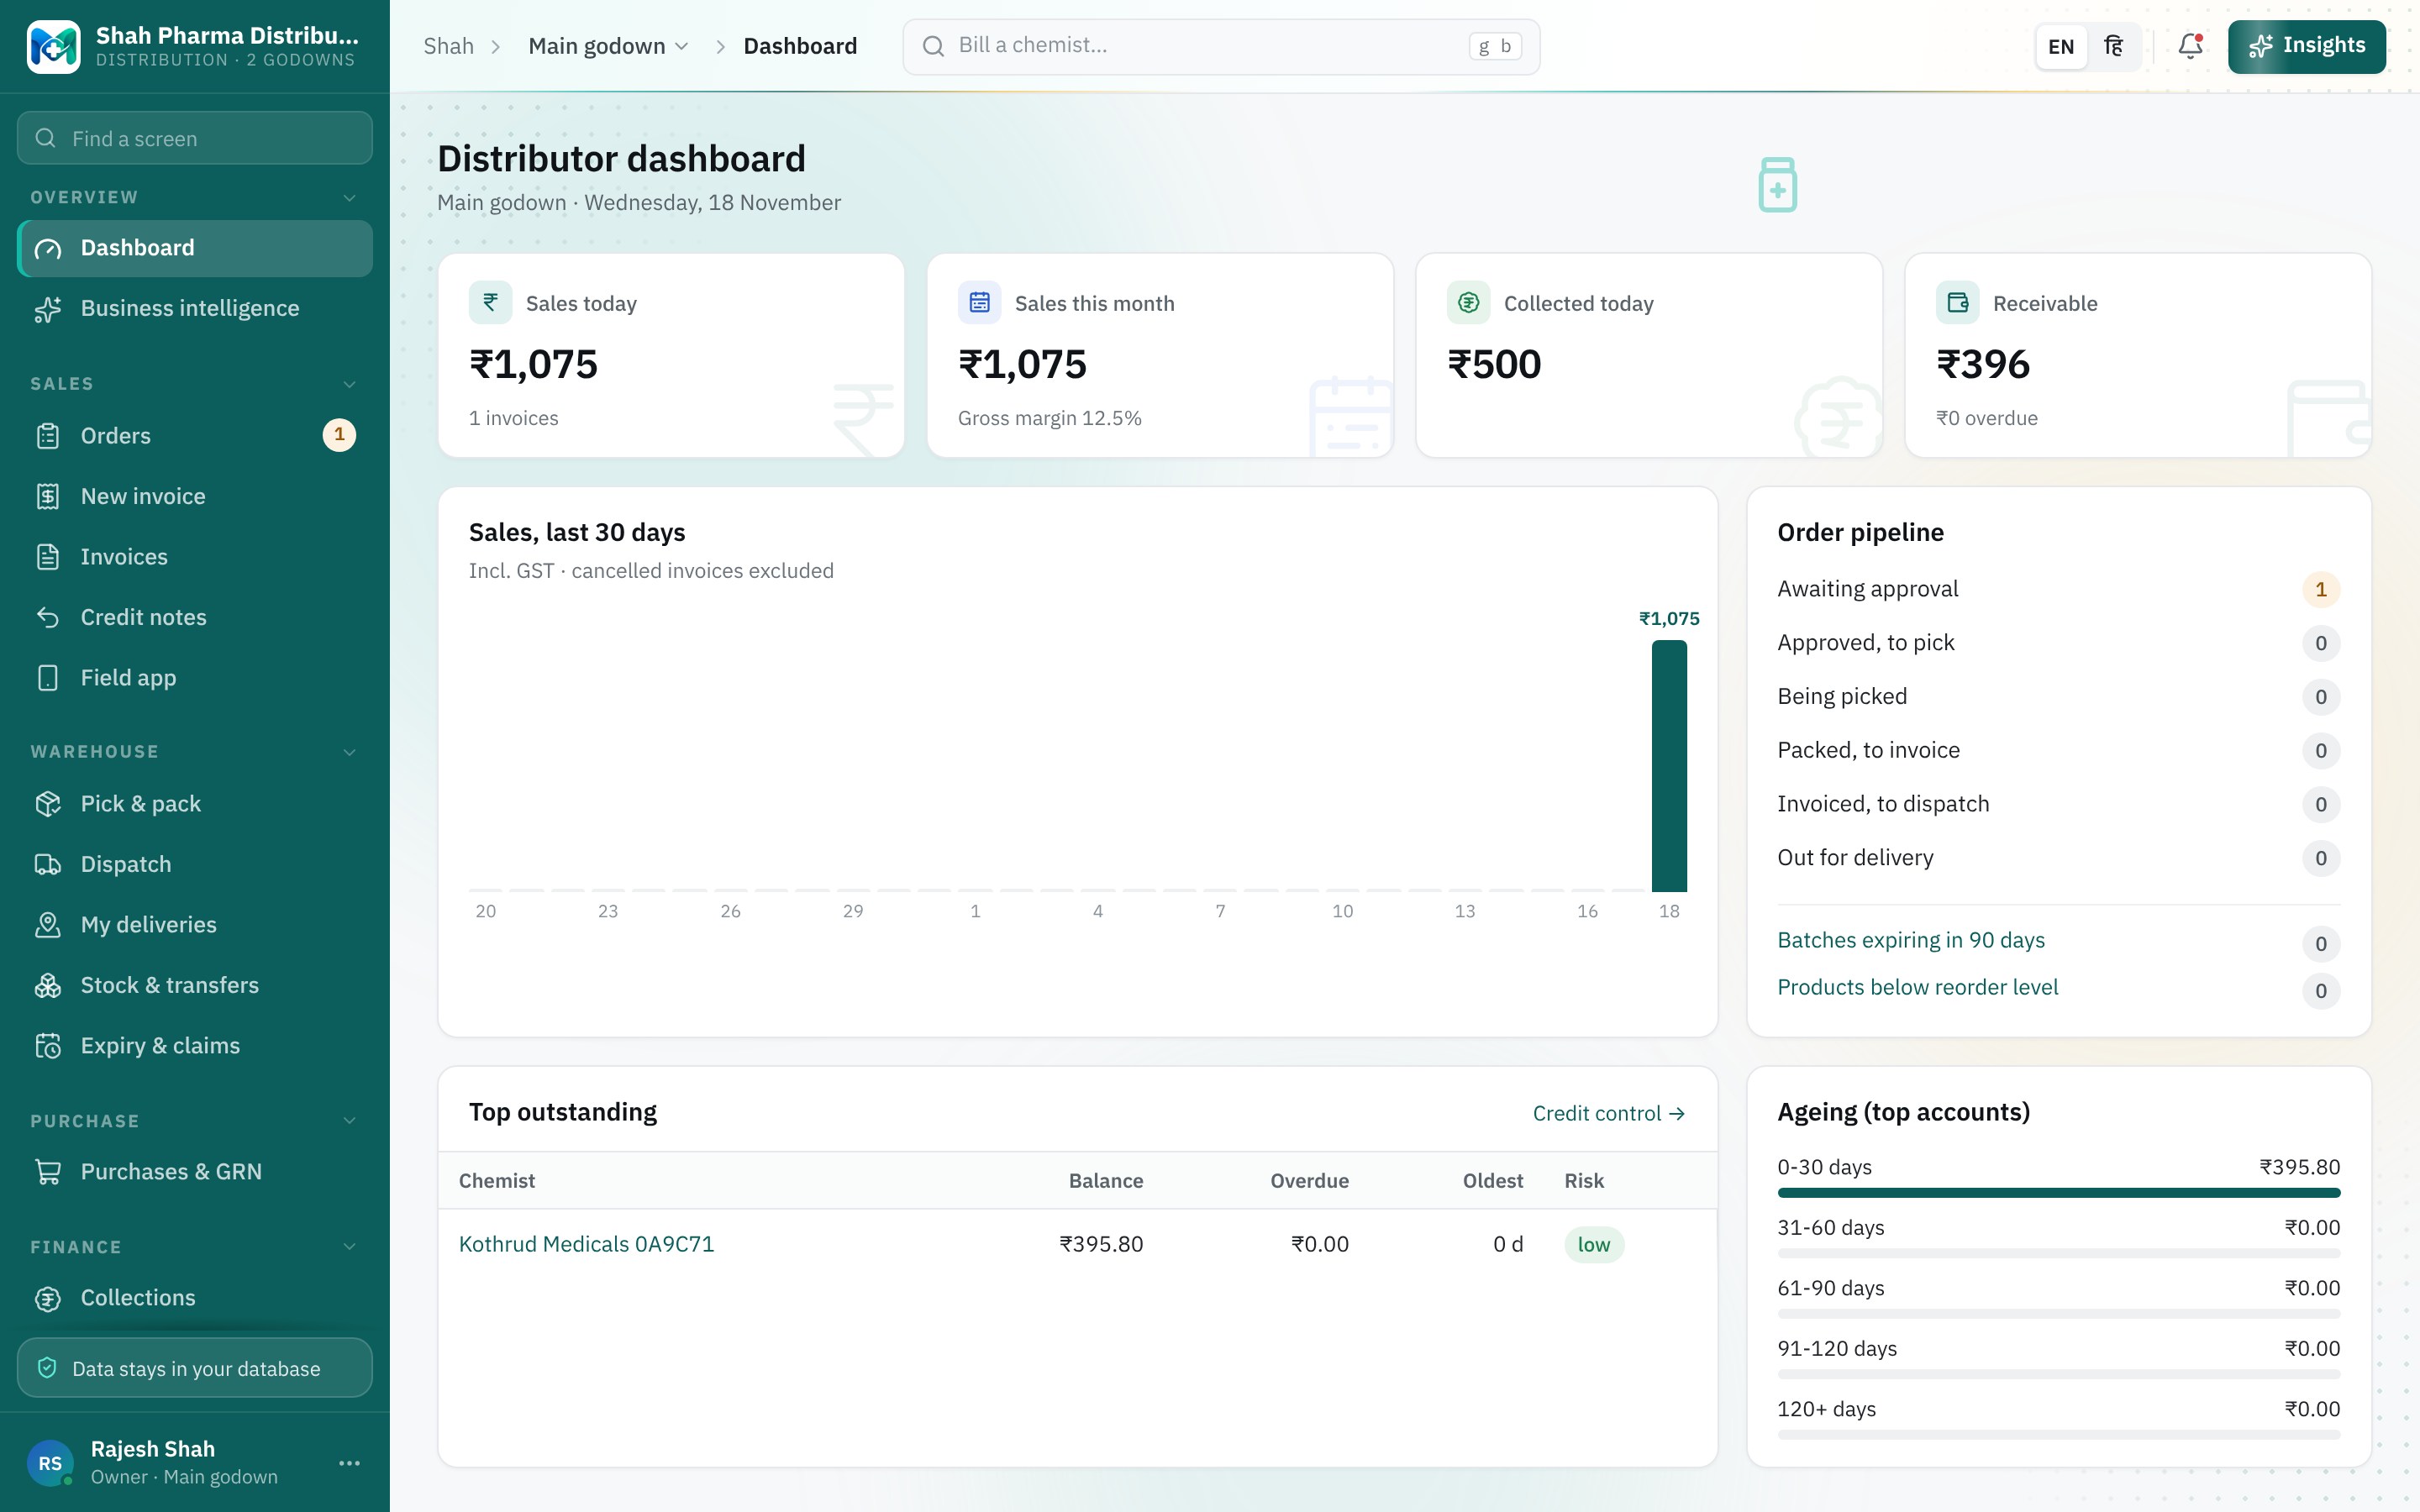 Shah Pharma Distribu...
DISTRIBUTION · 2 GODOWNS
Find a screen
OVERVIEW
Dashboard
Business intelligence
SALES
Orders 1
New invoice
Invoices
Credit notes
Field app
WAREHOUSE
Pick & pack
Dispatch
My deliveries
Stock & transfers
Expiry & claims
PURCHASE
Purchases & GRN
FINANCE
Collections
Data stays in your database
RS
Rajesh Shah
Owner · Main godown
Shah Main godown Dashboard
Bill a chemist... g b
EN हि
Insights
Distributor dashboard
Main godown · Wednesday, 18 November
₹ Sales today
₹1,075
1 invoices
Sales this month
₹1,075
Gross margin 12.5%
Collected today
₹500
Receivable
₹396
₹0 overdue
Sales, last 30 days
Incl. GST · cancelled invoices excluded
₹1,075
20 23 26 29 1 4 7 10 13 16 18
Order pipeline
Awaiting approval 1
Approved, to pick 0
Being picked 0
Packed, to invoice 0
Invoiced, to dispatch 0
Out for delivery 0
Batches expiring in 90 days 0
Products below reorder level 0
Top outstanding Credit control →
Chemist Balance Overdue Oldest Risk
Kothrud Medicals 0A9C71 ₹395.80 ₹0.00 0 d low
Ageing (top accounts)
0-30 days ₹395.80
31-60 days ₹0.00
61-90 days ₹0.00
91-120 days ₹0.00
120+ days ₹0.00